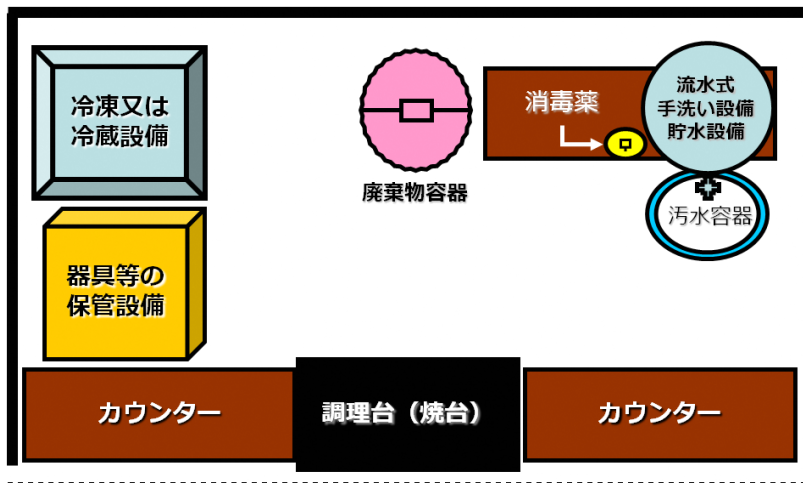 冷凍又は
冷蔵設備
消毒薬
流水式
手洗い設備
貯水設備
廃棄物容器
汚水容器
器具等の
保管設備
カウンター
調理台（焼台）
カウンター